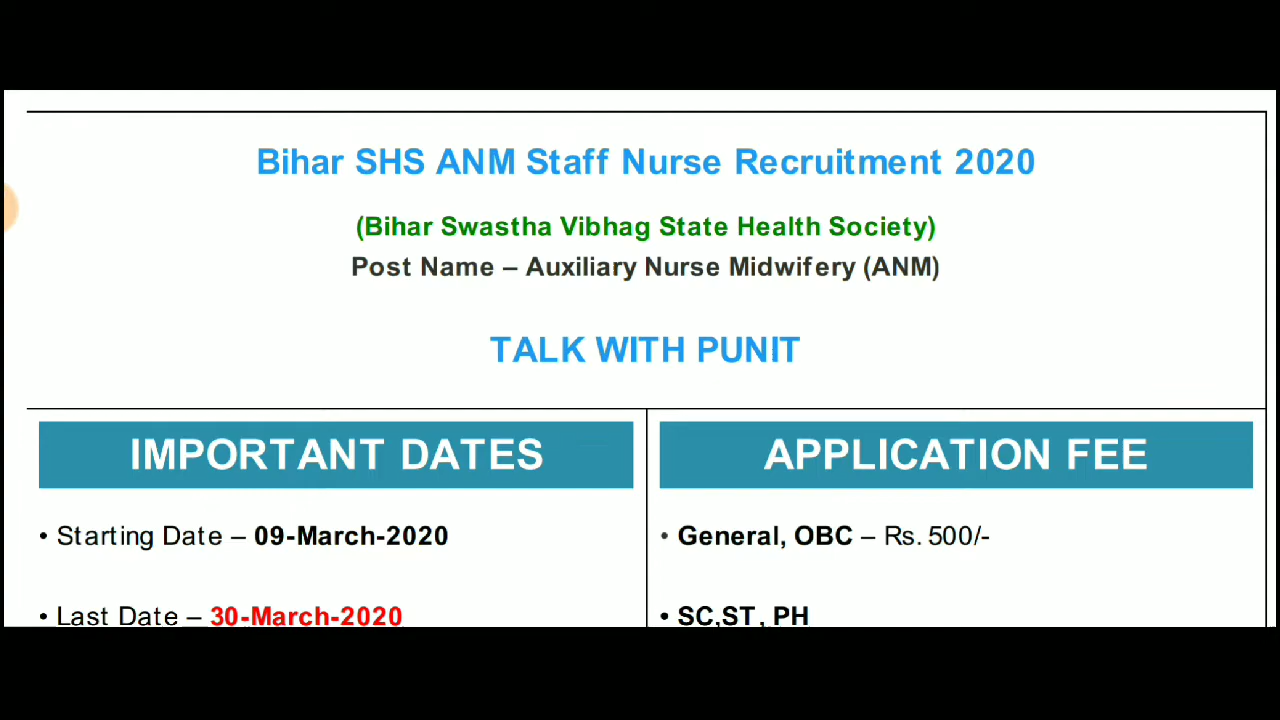 Bihar SHS ANM Staff Nurse Recruitment 2020
(Bihar Swastha Vibhag State Health Society)
Post Name – Auxiliary Nurse Midwifery (ANM)
TALK WITH PUNIT
IMPORTANT DATES
• Starting Date – 09-March-2020
• Last Date – 30-March-2020
APPLICATION FEE
• General, OBC – Rs. 500/-
• SC,ST, PH